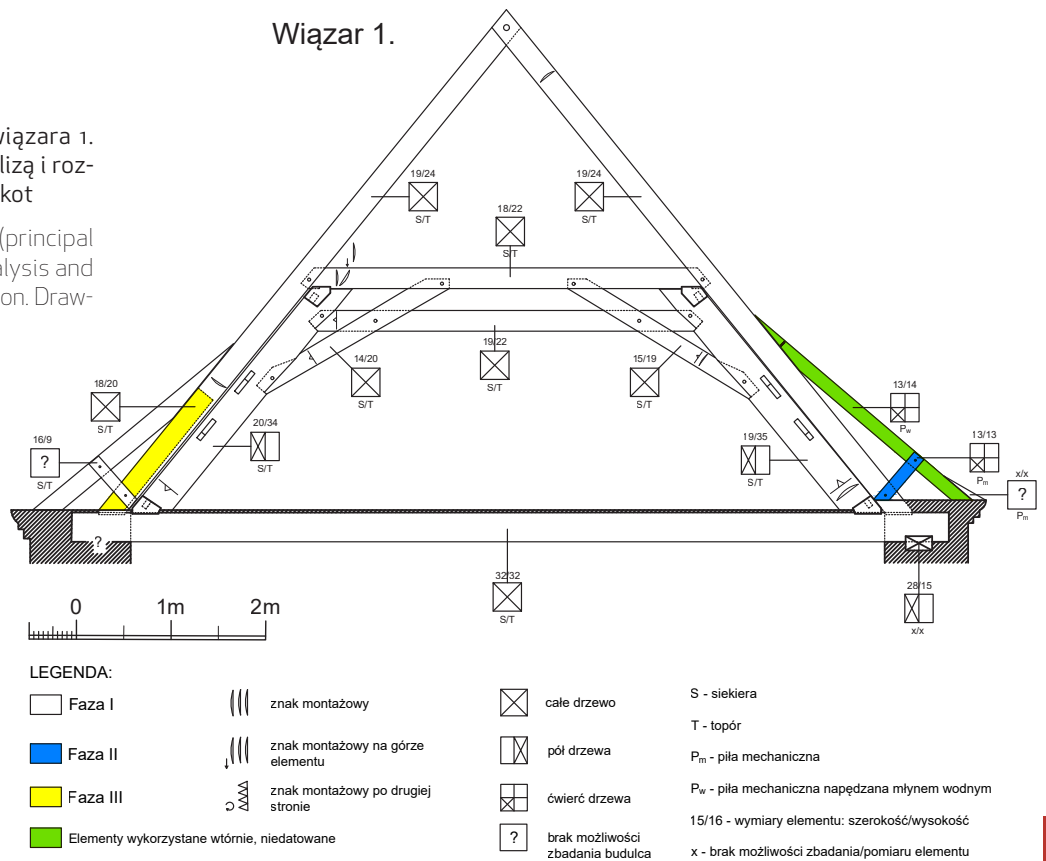 Wiązar 1.
wiązara 1.
lizą i roz-
kot
(principal
alysis and
on. Draw-
19/24
S/T
19/24
S/T
18/22
S/T
18/20
S/T
14/20
S/T
19/22
S/T
15/19
S/T
13/14
Pw
16/9
?
S/T
20/34
S/T
19/35
S/T
13/13
Pm
x/x
?
Pm
?
32/32
S/T
28/15
x/x
0 1m 2m
LEGENDA:
Faza I
Faza II
Faza III
Elementy wykorzystane wtórnie, niedatowane
znak montażowy
znak montażowy na górze
elementu
znak montażowy po drugiej
stronie
całe drzewo
pół drzewa
ćwierć drzewa
?
brak możliwości
zbadania budulca
S - siekiera
T - topór
Pm - piła mechaniczna
Pw - piła mechaniczna napędzana młynem wodnym
15/16 - wymiary elementu: szerokość/wysokość
x - brak możliwości zbadania/pomiaru elementu